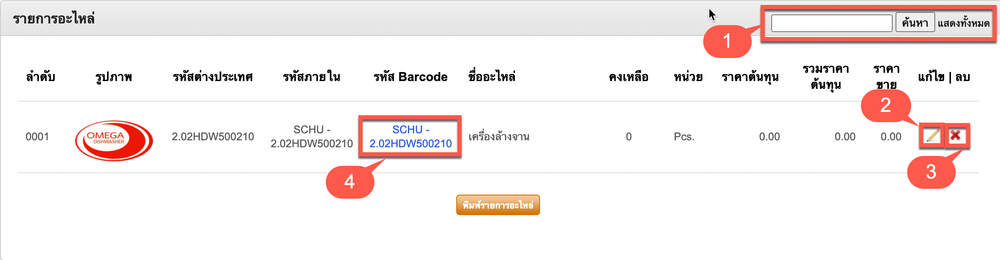 รายการอะไหล่
ค้นหา แสดงทั้งหมด
1
ลำดับ รูปภาพ รหัสต่างประเทศ รหัสภายใน รหัส Barcode ชื่ออะไหล่ คงเหลือ หน่วย ราคาต้นทุน รวมราคา ต้นทุน ราคา ขาย แก้ไข | ลบ
2
0001 OMEGA DISHWASHER 2.02HDW500210 SCHU - 2.02HDW500210 SCHU - 2.02HDW500210 เครื่องล้างจาน 0 Pcs. 0.00 0.00 0.00
3
4
พิมพ์รายการอะไหล่